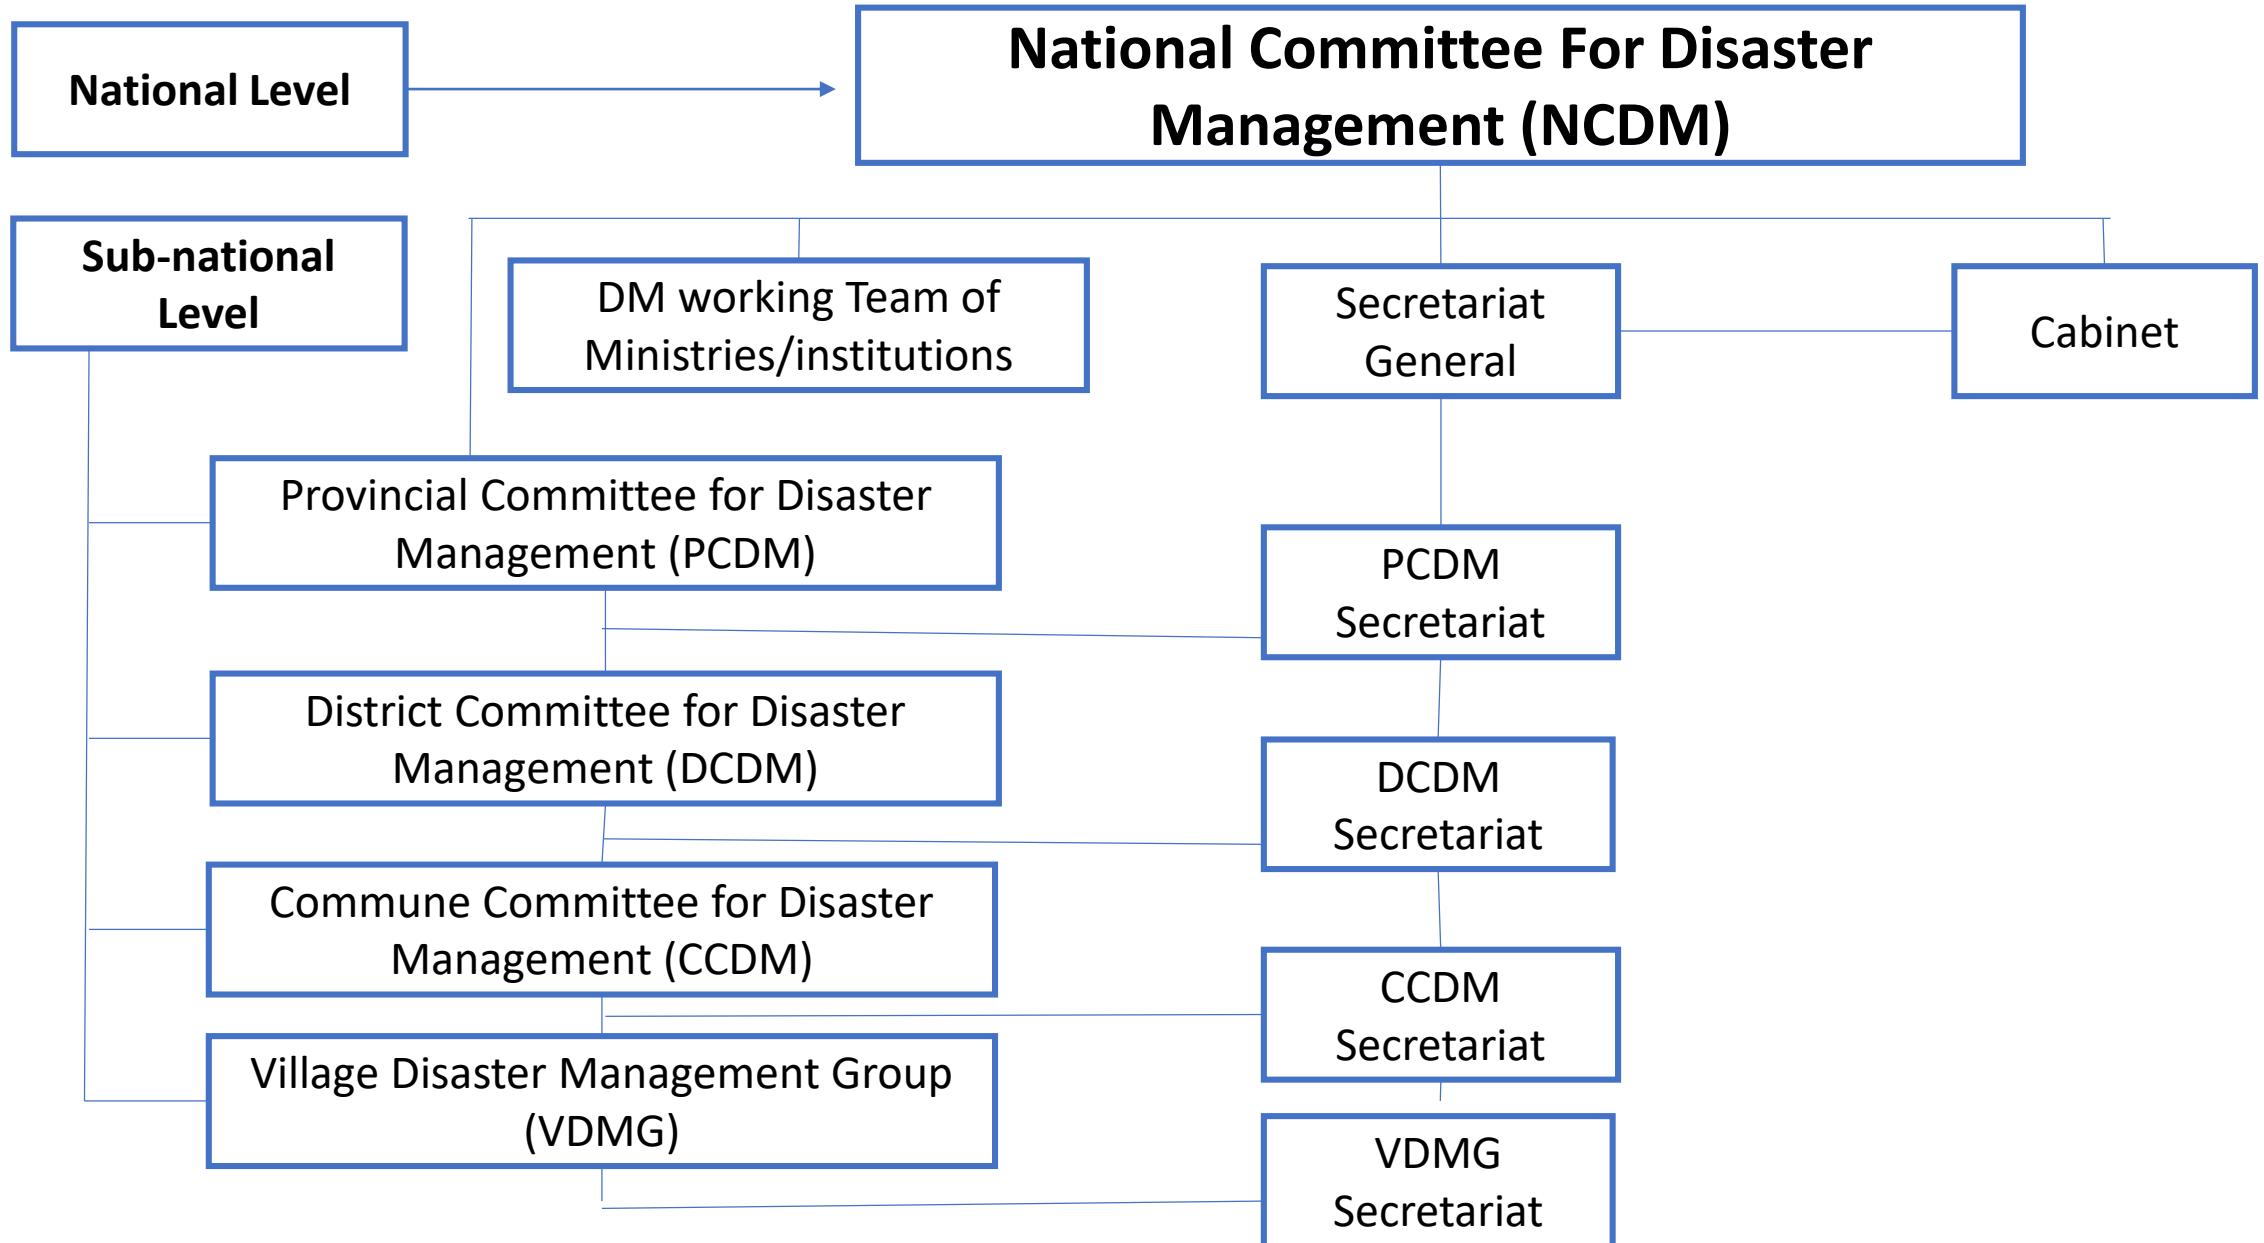 National Level
National Committee For Disaster
Management (NCDM)
Sub-national
Level
DM working Team of
Ministries/institutions
Secretariat
General
Cabinet
Provincial Committee for Disaster
Management (PCDM)
PCDM
Secretariat
District Committee for Disaster
Management (DCDM)
DCDM
Secretariat
Commune Committee for Disaster
Management (CCDM)
CCDM
Secretariat
Village Disaster Management Group
(VDMG)
VDMG
Secretariat